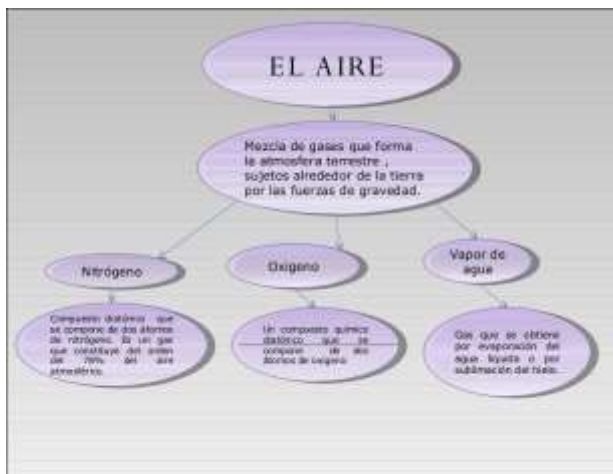 EL AIRE
Mezcla de gases que forma
la atmosfera terrestre ,
sujetos alrededor de la tierra
por las fuerzas de gravedad.
Nitrógeno
Oxigeno
Vapor de
agua
Compuesto diatómico que
se compone de dos átomos
de nitrógeno. Es un gas
que constituye del orden
del 78% del aire
atmosférico.
Un compuesto químico
diatómico que se
compone de dos
átomos de oxigeno
Gas que se obtiene
por evaporación del
agua liquida o por
sublimación del hielo.